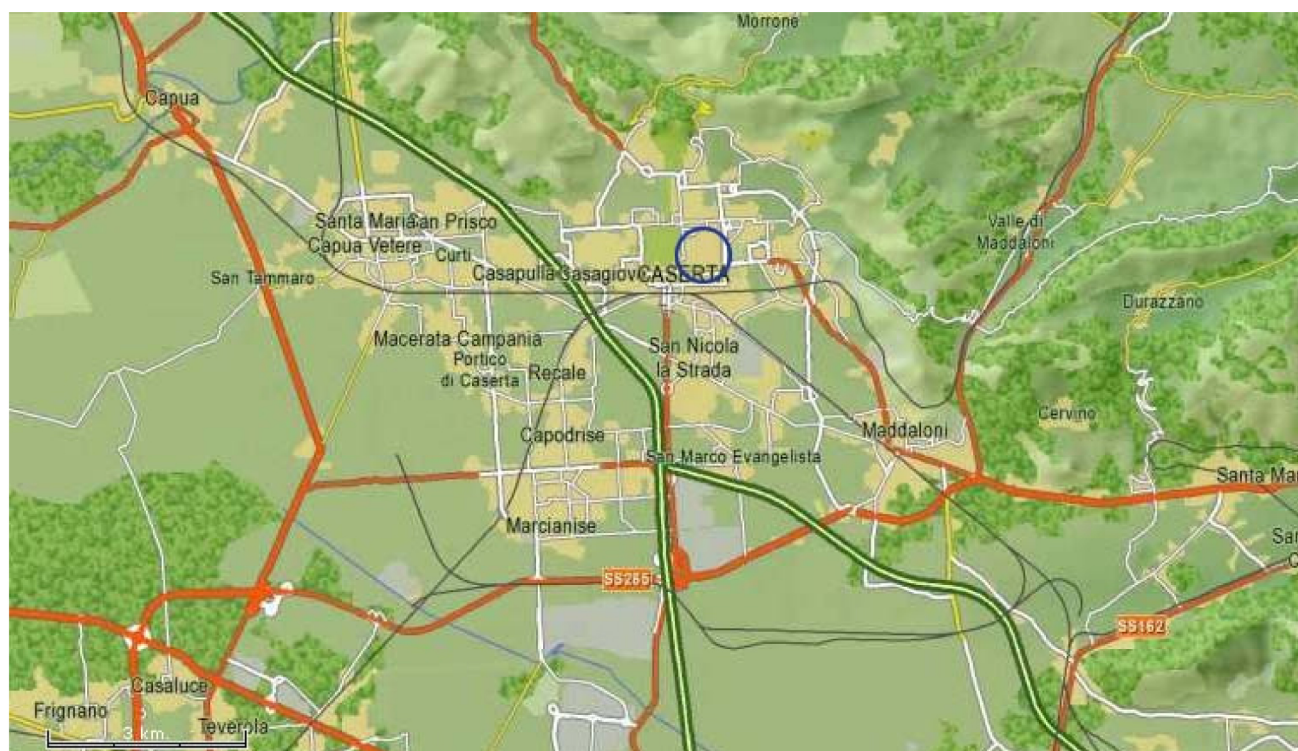 Morrone
Capua
Santa Maria
San Prisco
Capua Vetere
Curti
Valle di
Maddaloni
San Tammaro
Casapulla
Casagiov
CASERTA
Durazzano
Macerata Campania
Portico
di Caserta
Recale
San Nicola
la Strada
Cervino
Capodrise
Maddaloni
San Marco Evangelista
Santa Mar
Marcianise
SS265
SS162
Casaluce
Frignano
Teverola
3 km.